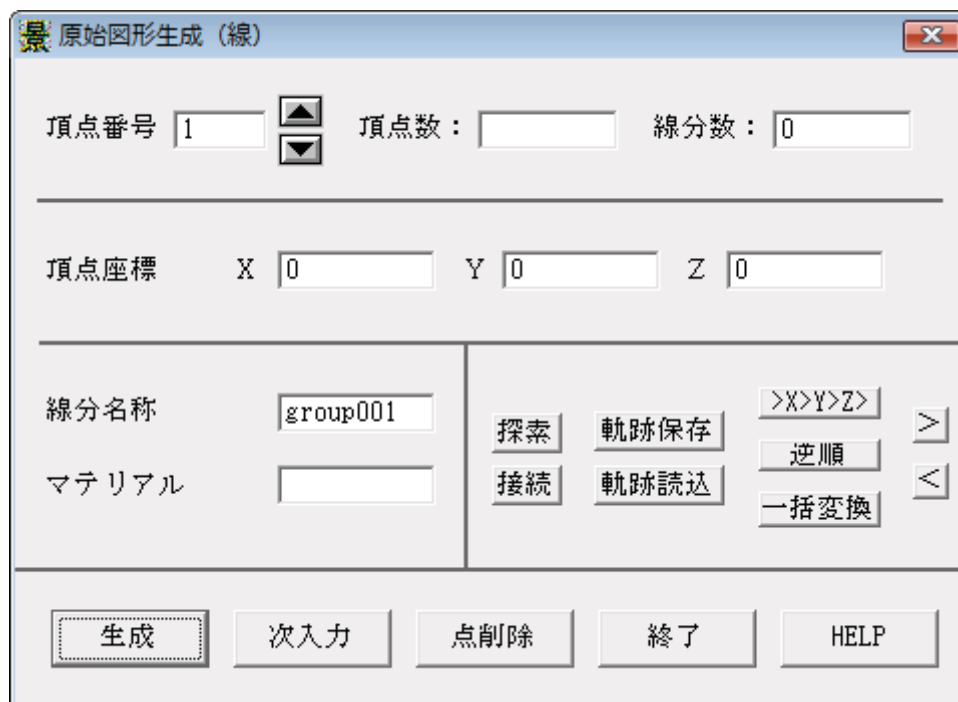 景 原始図形生成（線）
頂点番号 1 頂点数： 線分数： 0
頂点座標 X 0 Y 0 Z 0
線分名称 group001
マテリアル
探索 軌跡保存 >X>Y>Z> >
接続 軌跡読込 逆順 <
一括変換
生成 次入力 点削除 終了 HELP